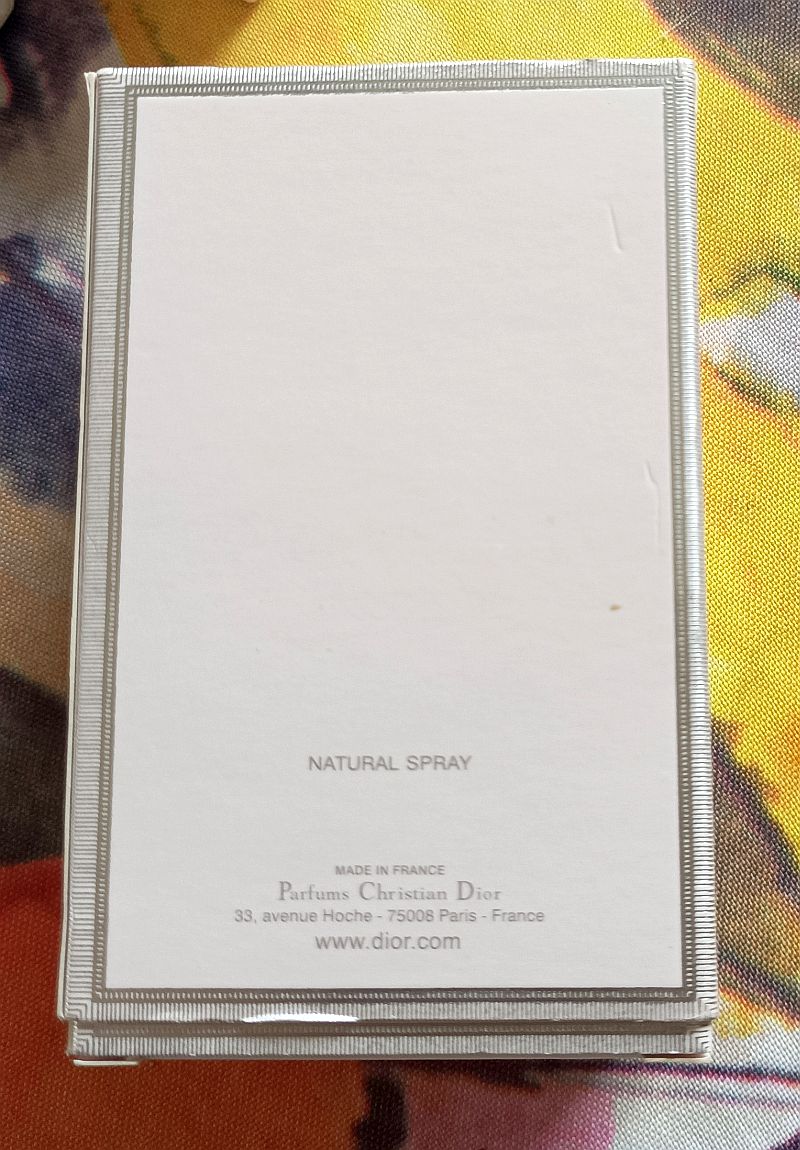 NATURAL SPRAY
MADE IN FRANCE
Parfums Christian Dior
33, avenue Hoche - 75008 Paris - France
www.dior.com